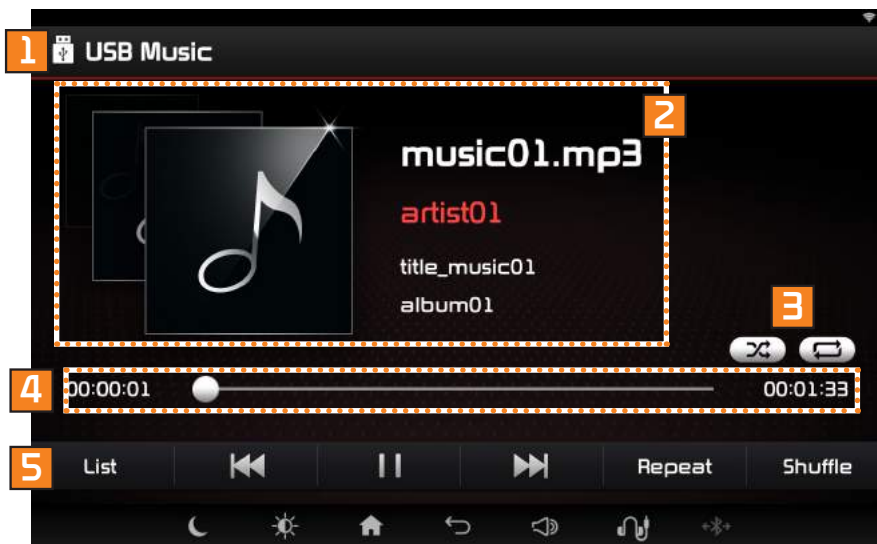 1 USB Music
2
music01.mp3
artist01
title_music01
album01
3
4 00:00:01 00:01:33
5 List Repeat Shuffle